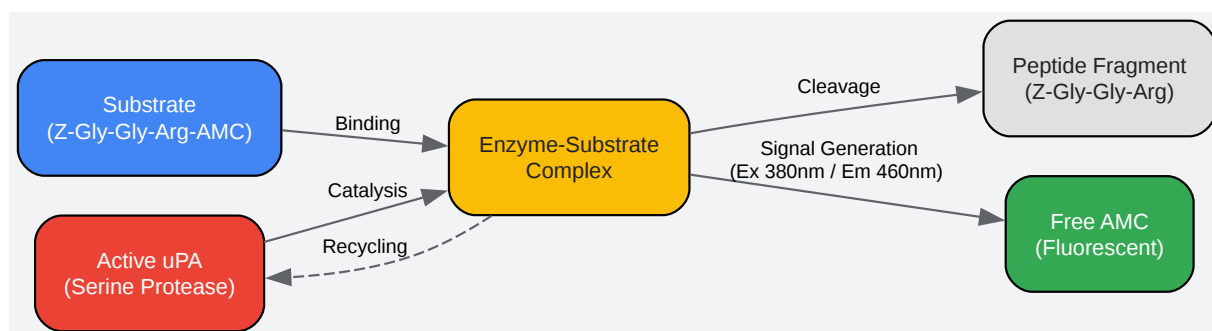 Substrate
(Z-Gly-Gly-Arg-AMC)
Binding
Active uPA
(Serine Protease)
Catalysis
Recycling
Enzyme-Substrate
Complex
Cleavage
Signal Generation
(Ex 380nm / Em 460nm)
Peptide Fragment
(Z-Gly-Gly-Arg)
Free AMC
(Fluorescent)